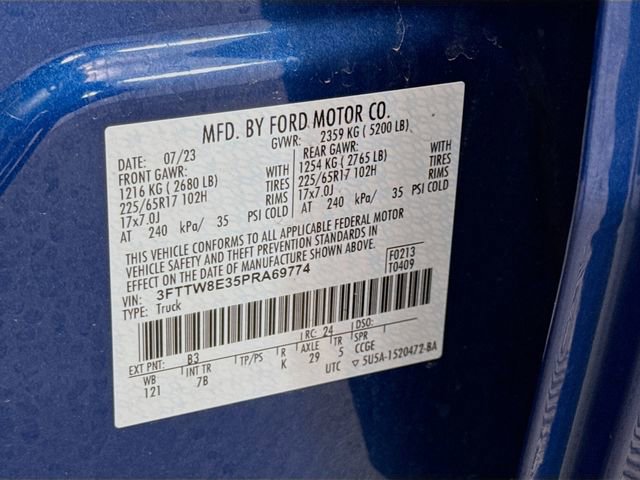 MFD. BY FORD MOTOR CO.
DATE: 07/23 GVWR: 2359 KG ( 5200 LB)
FRONT GAWR: WITH REAR GAWR: WITH
1216 KG ( 2680 LB) TIRES 1254 KG ( 2765 LB) TIRES
225/65R17 102H RIMS 225/65R17 102H RIMS
17x7.0J 17x7.0J
AT 240 kPa/ 35 PSI COLD AT 240 kPa/ 35 PSI COLD
THIS VEHICLE CONFORMS TO ALL APPLICABLE FEDERAL MOTOR
VEHICLE SAFETY AND THEFT PREVENTION STANDARDS IN
EFFECT ON THE DATE OF MANUFACTURE SHOWN ABOVE.
VIN: 3FTTW8E35PRA69774 F0213
TYPE: Truck T0409
EXT PNT: B3 RC: 24 DSO:
WB INT TR TP/PS R AXLE TR SPR
121 7B K 29 5 CCGE
UTC ▽ 5U5A-1520472-BA